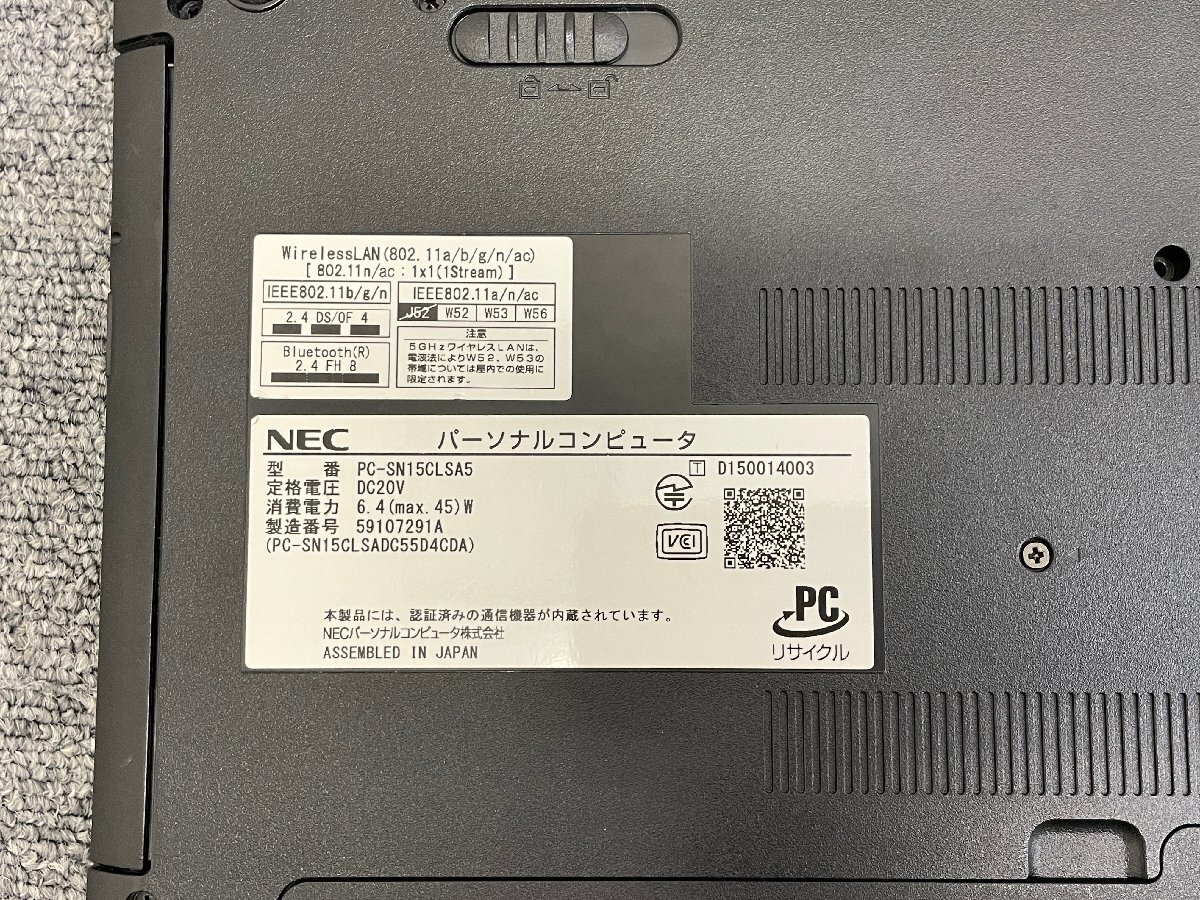 WirelessLAN(802.11a/b/g/n/ac)
[ 802.11n/ac : 1x1(1Stream) ]
IEEE802.11b/g/n
IEEE802.11a/n/ac
2.4 DS/OF 4
J52 W52 W53 W56
Bluetooth(R)
2.4 FH 8
注意
5GHzワイヤレスLANは、
電波法によりW52、W53の
帯域については屋内での使用に
限定されます。
NEC パーソナルコンピュータ
型 番 PC-SN15CLSA5
T D150014003
定格電圧 DC20V
消費電力 6.4(max.45)W
製造番号 59107291A
(PC-SN15CLSADC55D4CDA)
VCI
本製品には、認証済みの通信機器が内蔵されています。
NECパーソナルコンピュータ株式会社
ASSEMBLED IN JAPAN
PC
リサイクル